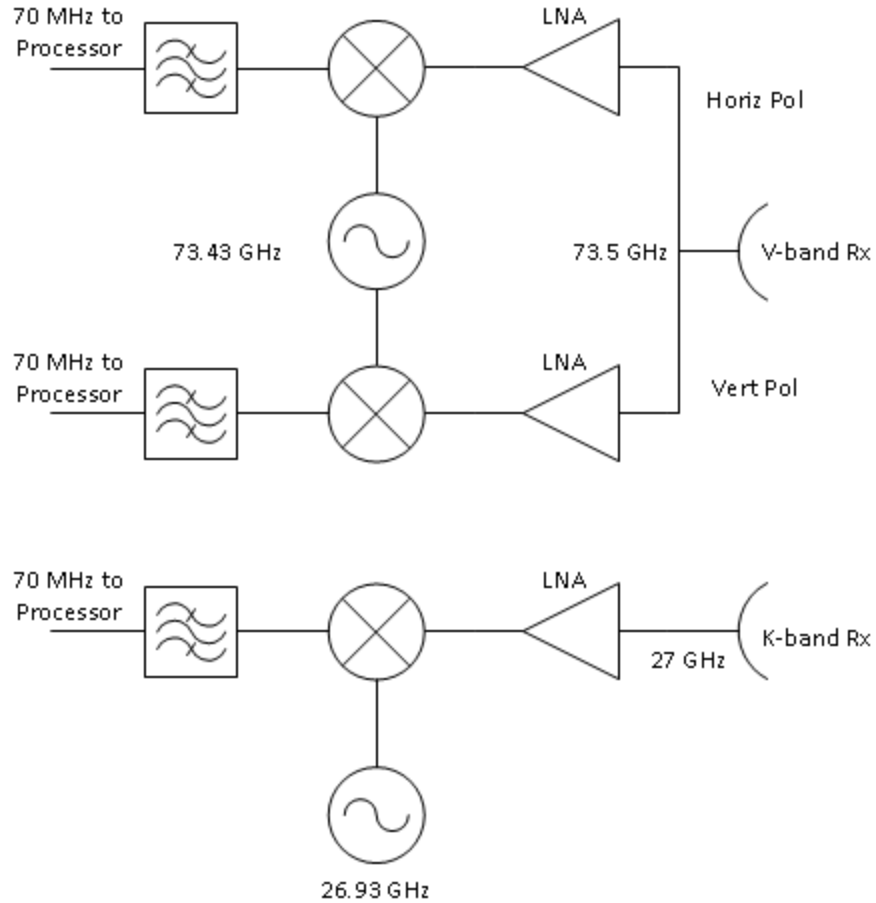 70 MHz to
Processor
LNA
Horiz Pol
73.43 GHz
73.5 GHz
V-band Rx
70 MHz to
Processor
LNA
Vert Pol
70 MHz to
Processor
LNA
27 GHz
K-band Rx
26.93 GHz